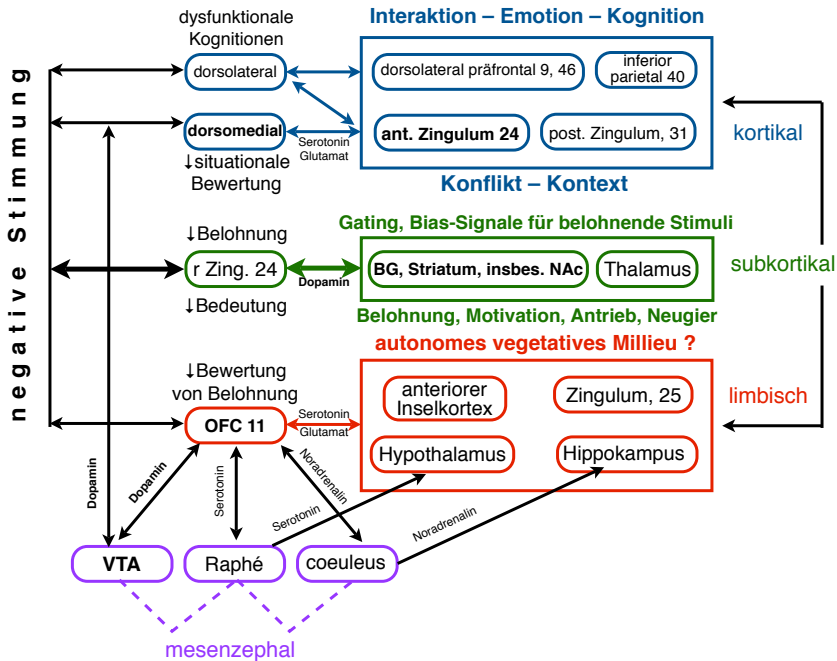 negative Stimmung
dysfunktionale
Kognitionen
dorsolateral
dorsomedial
↓situationale
Bewertung
Serotonin
Glutamat
Interaktion – Emotion – Kognition
dorsolateral präfrontal 9, 46
inferior
parietal 40
ant. Zingulum 24
post. Zingulum, 31
Konflikt – Kontext
kortikal
Gating, Bias-Signale für belohnende Stimuli
↓Belohnung
r Zing. 24
↓Bedeutung
Dopamin
BG, Striatum, insbes. NAc
Thalamus
subkortikal
Belohnung, Motivation, Antrieb, Neugier
autonomes vegetatives Millieu ?
↓Bewertung
von Belohnung
OFC 11
Serotonin
Glutamat
anteriorer
Inselkortex
Zingulum, 25
Hypothalamus
Hippokampus
limbisch
Dopamin
Dopamin
Serotonin
Noradrenalin
Serotonin
Noradrenalin
VTA
Raphé
coeuleus
mesenzephal